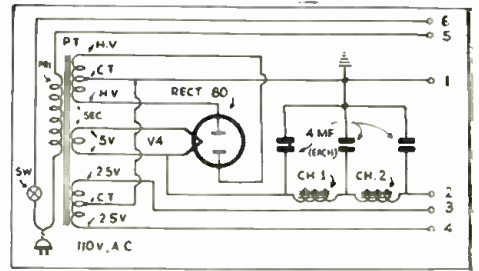 6
5
PT
H.V
PRI
CT
RECT 80
1
H.V
SEC
4 MF
(EACH)
5V
V4
SW
CH. 1
CH. 2
2
2 5V
3
CT
2 5V
4
110V. A C